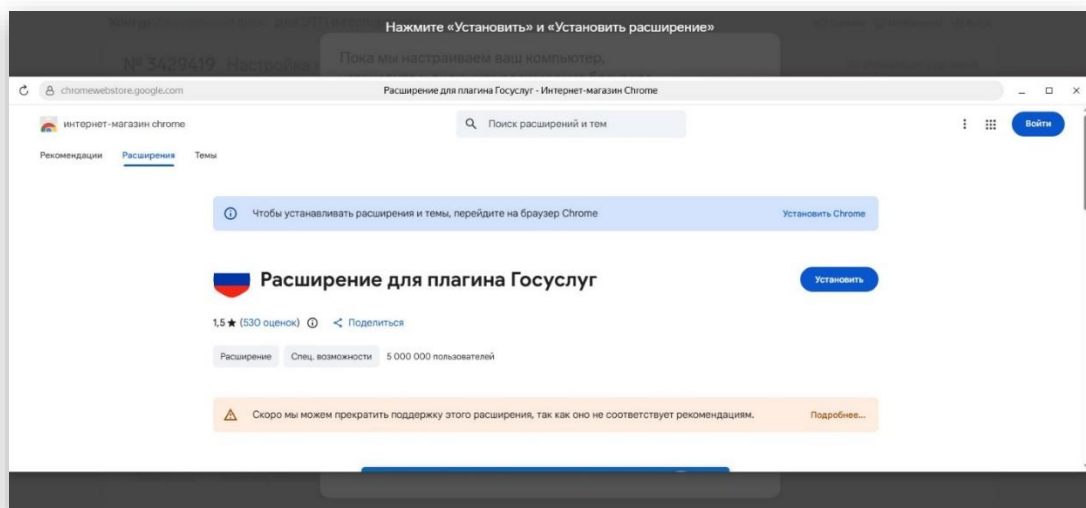 Нажмите «Установить» и «Установить расширение»
№ 3429419 Настройка
Пока мы настраиваем ваш компьютер,
chromewebstore.google.com
Расширение для плагина Госуслуг - Интернет-магазин Chrome
интернет-магазин chrome
Поиск расширений и тем
Войти
Рекомендации Расширения Темы
Чтобы устанавливать расширения и темы, перейдите на браузер Chrome
Установить Chrome
Расширение для плагина Госуслуг
Установить
1,5 ★ (530 оценок) Поделиться
Расширение Спец. возможности 5 000 000 пользователей
Скоро мы можем прекратить поддержку этого расширения, так как оно не соответствует рекомендациям.
Подробнее...